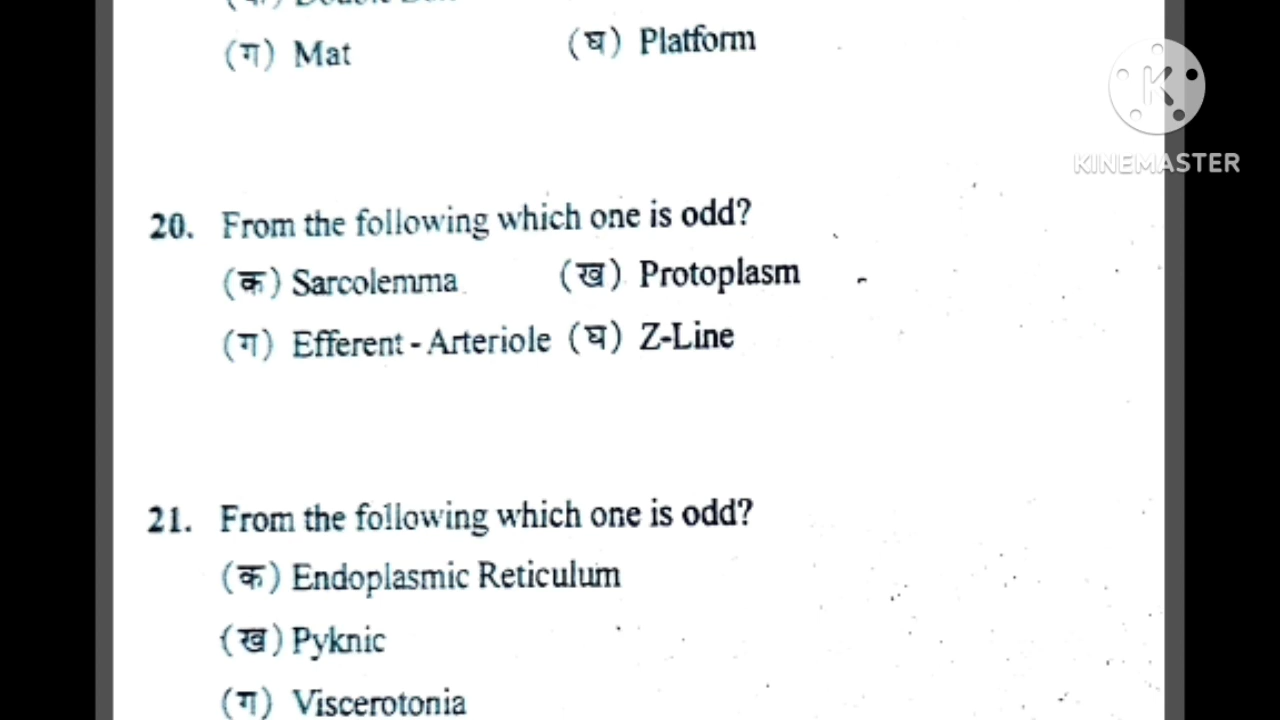 (ग) Mat (घ) Platform
KINEMASTER
20. From the following which one is odd?
(क) Sarcolemma (ख) Protoplasm
(ग) Efferent - Arteriole (घ) Z-Line
21. From the following which one is odd?
(क) Endoplasmic Reticulum
(ख) Pyknic
(ग) Viscerotonia